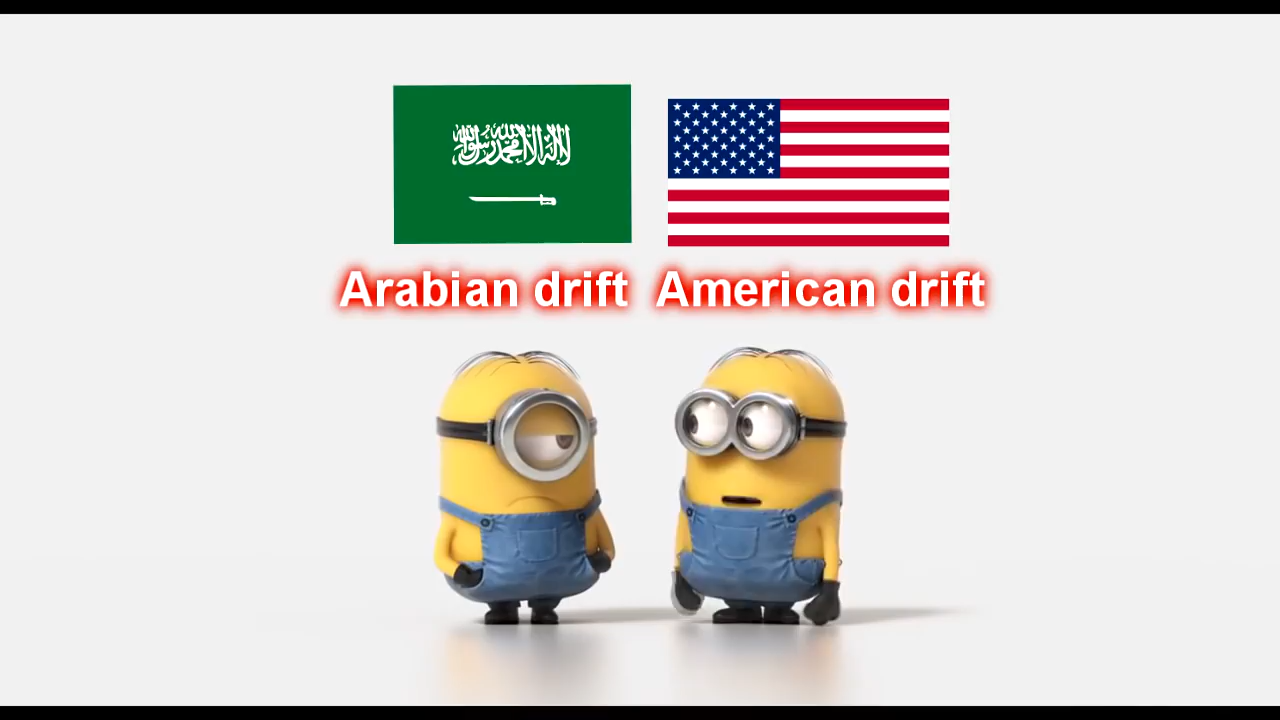 لا إله إلا الله محمد رسول الله
Arabian drift American drift